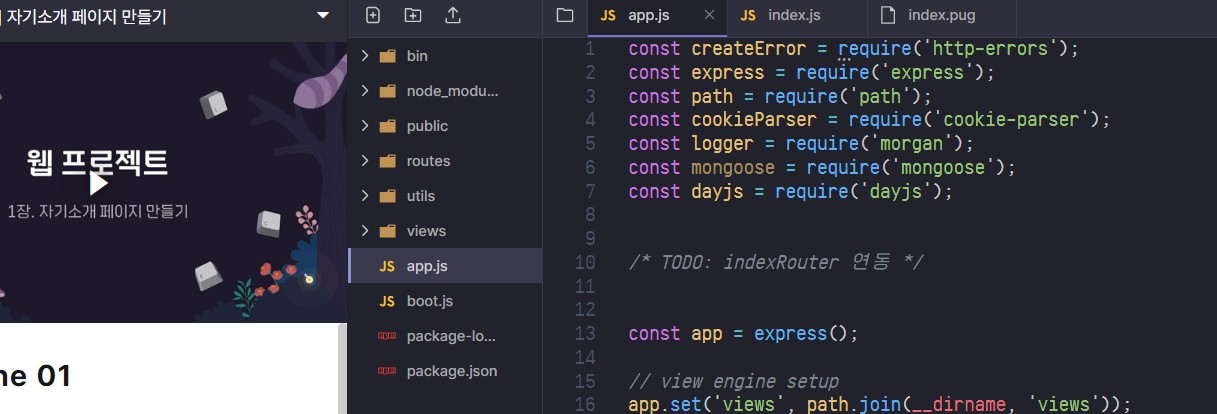 자기소개 페이지 만들기
웹 프로젝트
1장. 자기소개 페이지 만들기
ne 01
bin
node_modu...
public
routes
utils
views
JS app.js
JS boot.js
package-lo...
package.json
JS app.js
JS index.js
index.pug
1 const createError = require('http-errors');
2 const express = require('express');
3 const path = require('path');
4 const cookieParser = require('cookie-parser');
5 const logger = require('morgan');
6 const mongoose = require('mongoose');
7 const dayjs = require('dayjs');
8
9
10 /* TODO: indexRouter 연동 */
11
12
13 const app = express();
14
15 // view engine setup
16 app.set('views', path.join(__dirname, 'views'));